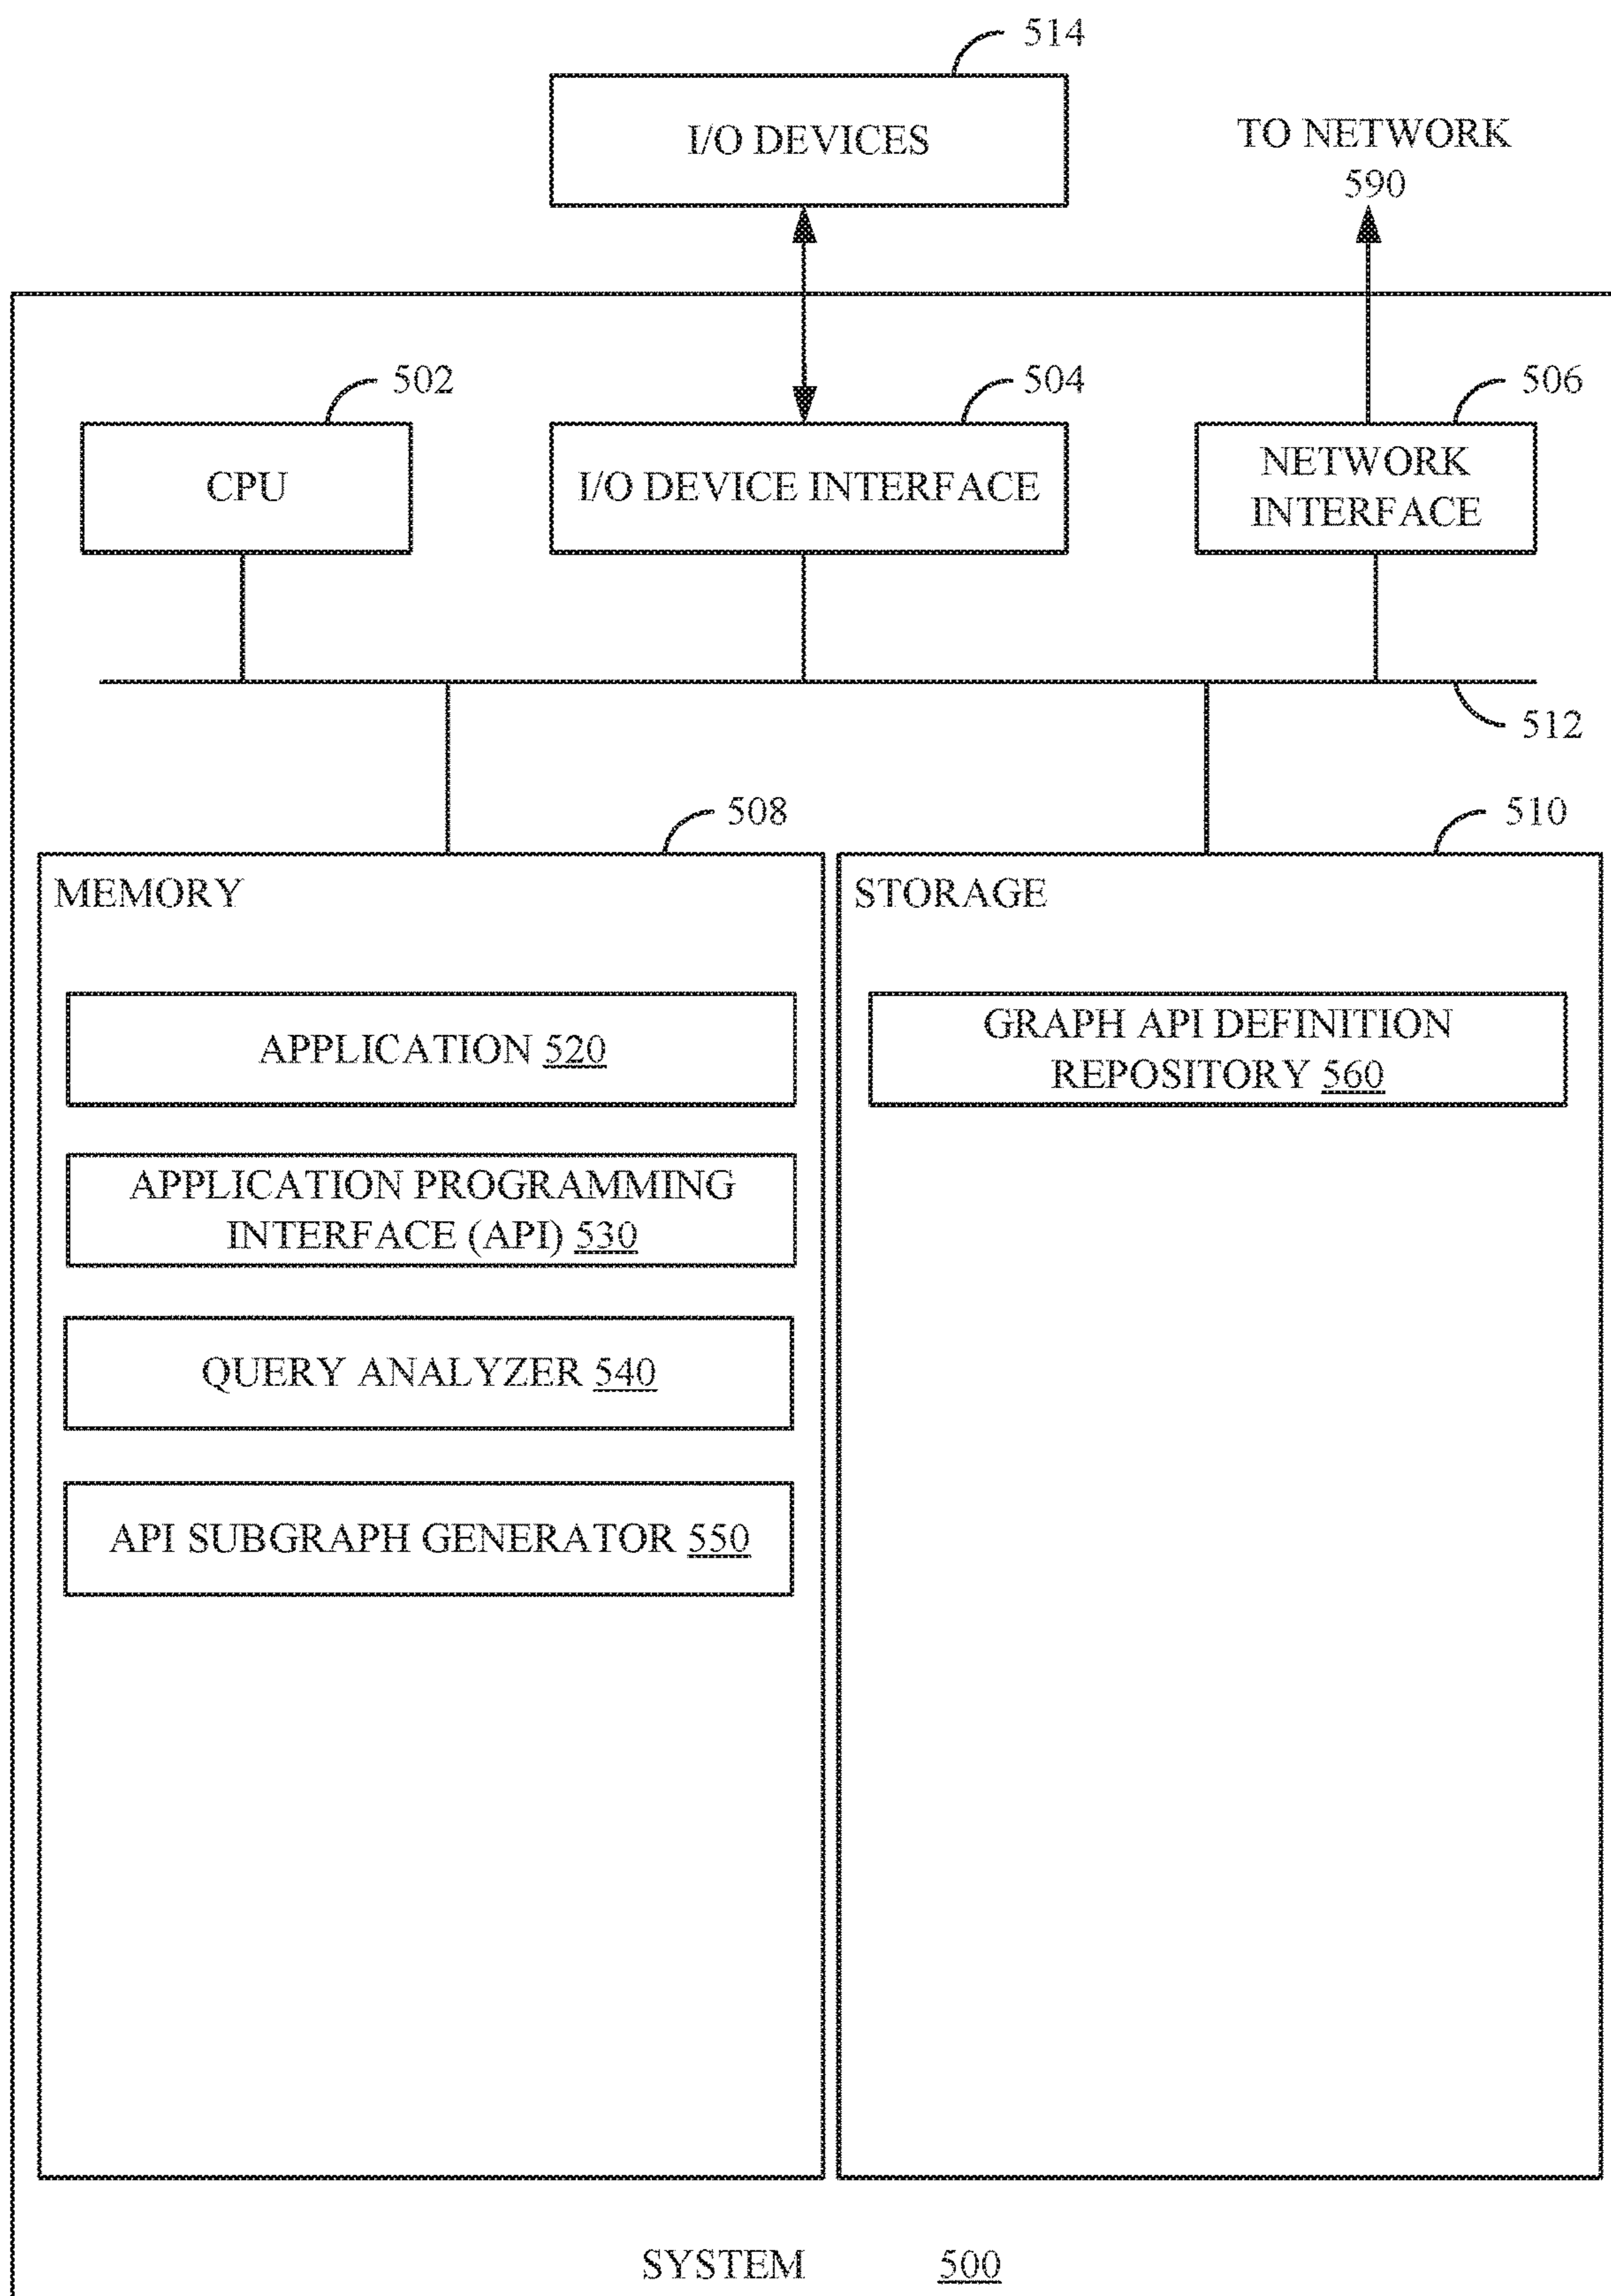 514
I/O DEVICES
TO NETWORK
590
502
504
506
CPU
I/O DEVICE INTERFACE
NETWORK
INTERFACE
512
508
510
MEMORY
STORAGE
APPLICATION 520
GRAPH API DEFINITION
REPOSITORY 560
APPLICATION PROGRAMMING
INTERFACE (API) 530
QUERY ANALYZER 540
API SUBGRAPH GENERATOR 550
SYSTEM 500